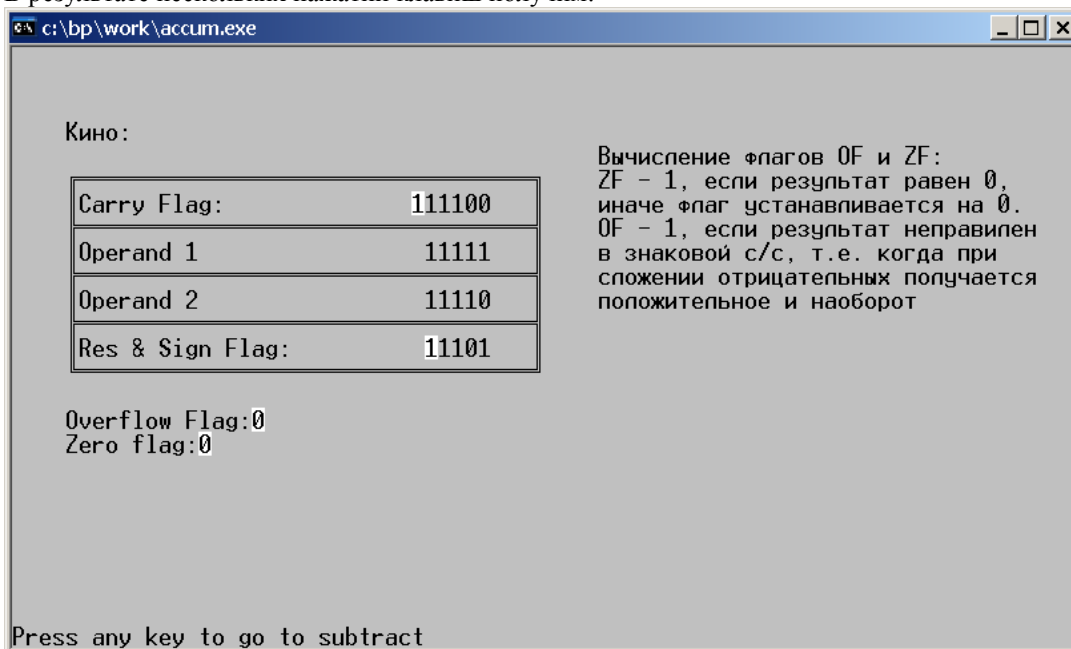 c:\bp\work\accum.exe
Кино:
Carry Flag: 111100
Operand 1 11111
Operand 2 11110
Res & Sign Flag: 11101
Overflow Flag:0
Zero flag:0
Вычисление флагов OF и ZF:
ZF - 1, если результат равен 0,
иначе флаг устанавливается на 0.
OF - 1, если результат неправилен
в знаковой с/с, т.е. когда при
сложении отрицательных получается
положительное и наоборот
Press any key to go to subtract